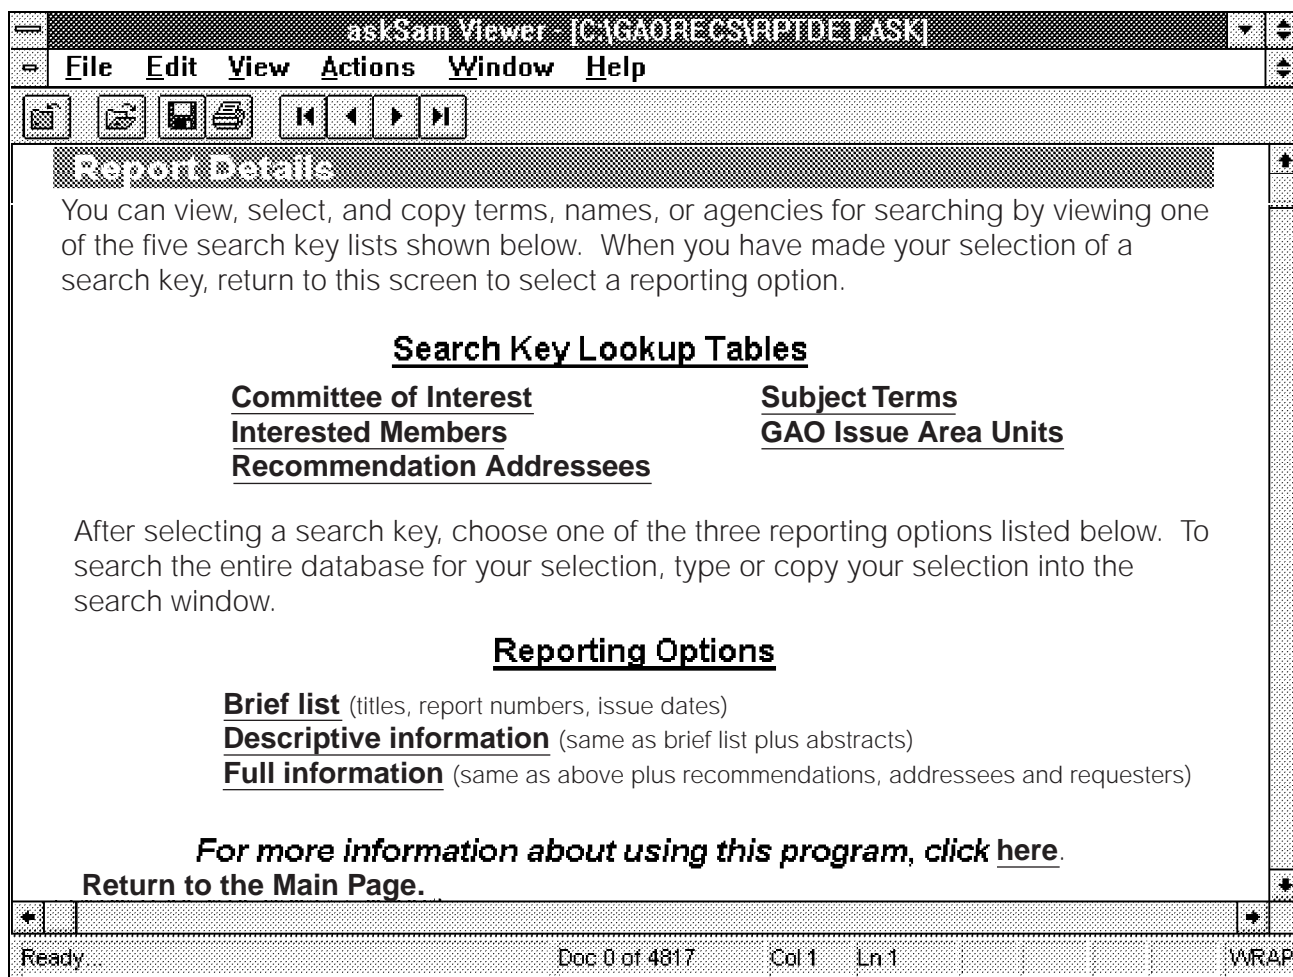 askSam Viewer - [C:\GAORECS\RPTDET.ASK]
File Edit View Actions Window Help
Report Details
You can view, select, and copy terms, names, or agencies for searching by viewing one
of the five search key lists shown below. When you have made your selection of a
search key, return to this screen to select a reporting option.
Search Key Lookup Tables
Committee of Interest Subject Terms
Interested Members GAO Issue Area Units
Recommendation Addressees
After selecting a search key, choose one of the three reporting options listed below. To
search the entire database for your selection, type or copy your selection into the
search window.
Reporting Options
Brief list (titles, report numbers, issue dates)
Descriptive information (same as brief list plus abstracts)
Full information (same as above plus recommendations, addressees and requesters)
For more information about using this program, click here.
Return to the Main Page.
Ready... Doc 0 of 4817 Col 1 Ln 1 WRAP